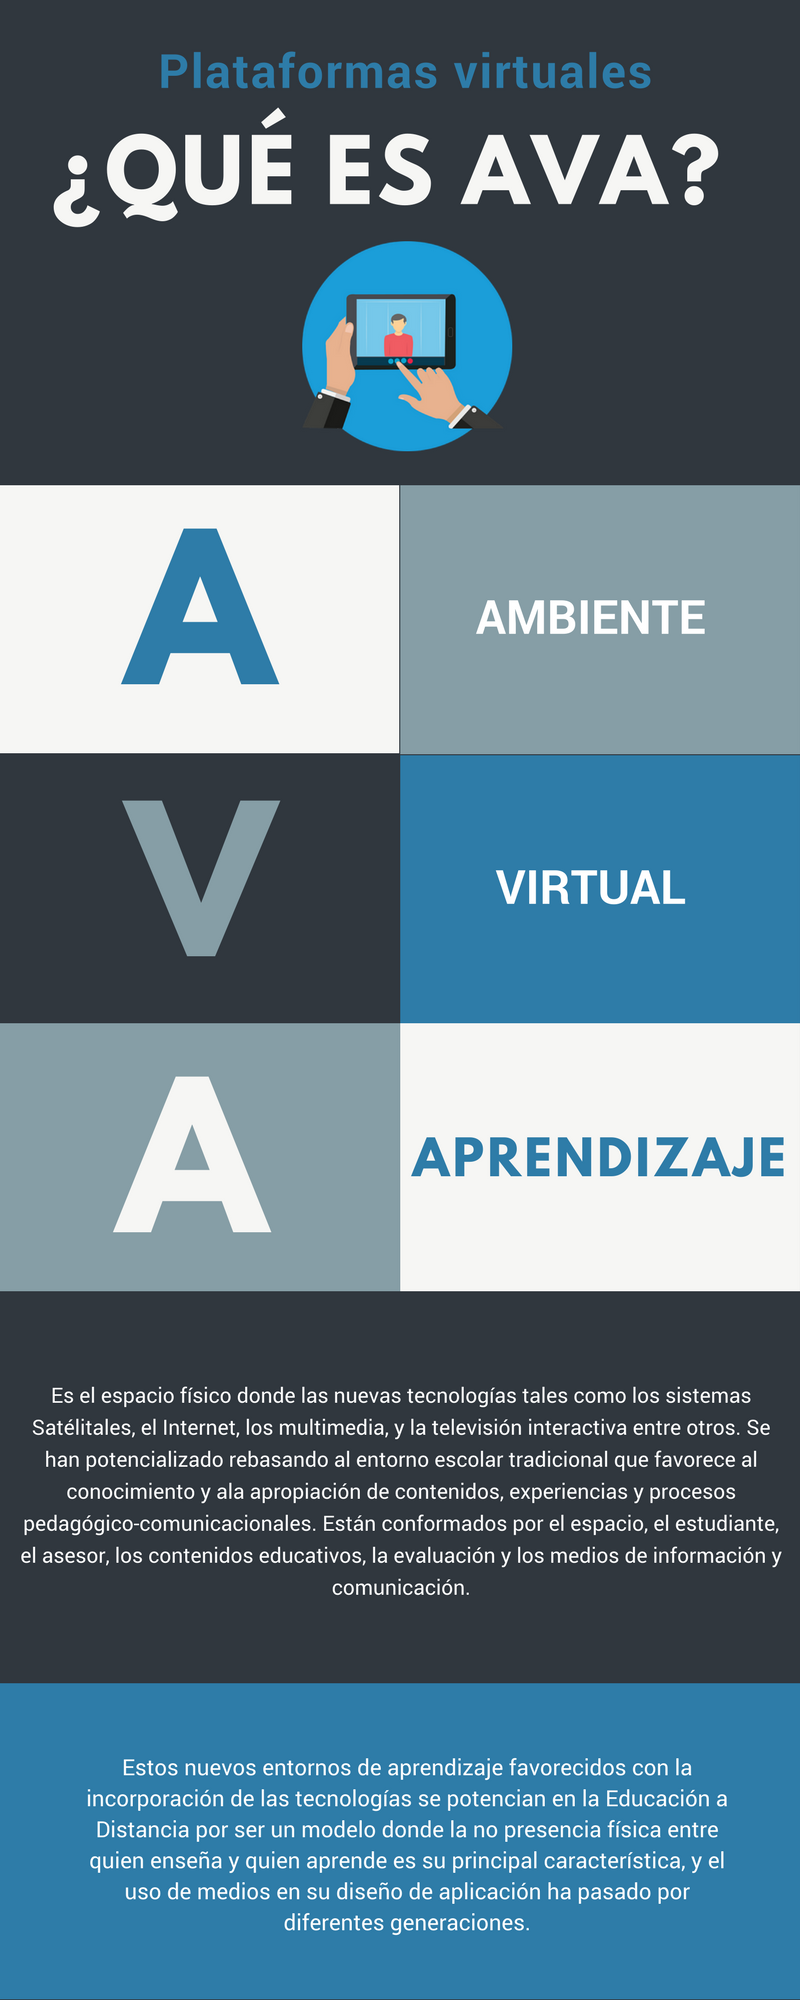 Plataformas virtuales
¿QUÉ ES AVA?
A
AMBIENTE
V
VIRTUAL
A
APRENDIZAJE
Es el espacio físico donde las nuevas tecnologías tales como los sistemas
Satélitales, el Internet, los multimedia, y la televisión interactiva entre otros. Se
han potencializado rebasando al entorno escolar tradicional que favorece al
conocimiento y ala apropiación de contenidos, experiencias y procesos
pedagógico-comunicacionales. Están conformados por el espacio, el estudiante,
el asesor, los contenidos educativos, la evaluación y los medios de información y
comunicación.
Estos nuevos entornos de aprendizaje favorecidos con la
incorporación de las tecnologías se potencian en la Educación a
Distancia por ser un modelo donde la no presencia física entre
quien enseña y quien aprende es su principal característica, y el
uso de medios en su diseño de aplicación ha pasado por
diferentes generaciones.